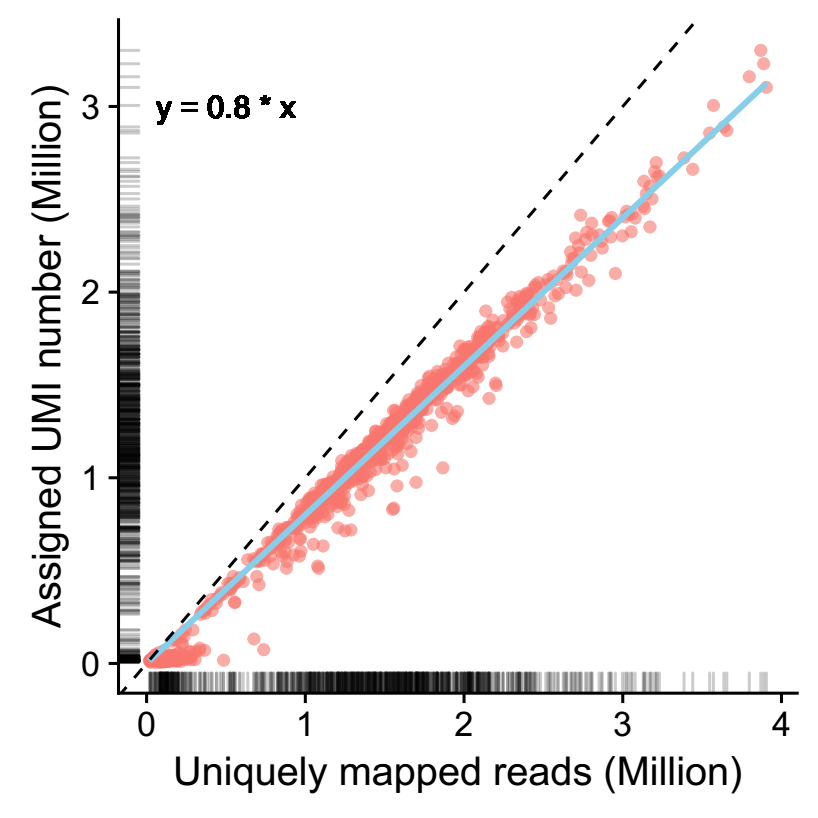 y = 0.8 * x
3
2
1
0
0 1 2 3 4
Assigned UMI number (Million)
Uniquely mapped reads (Million)